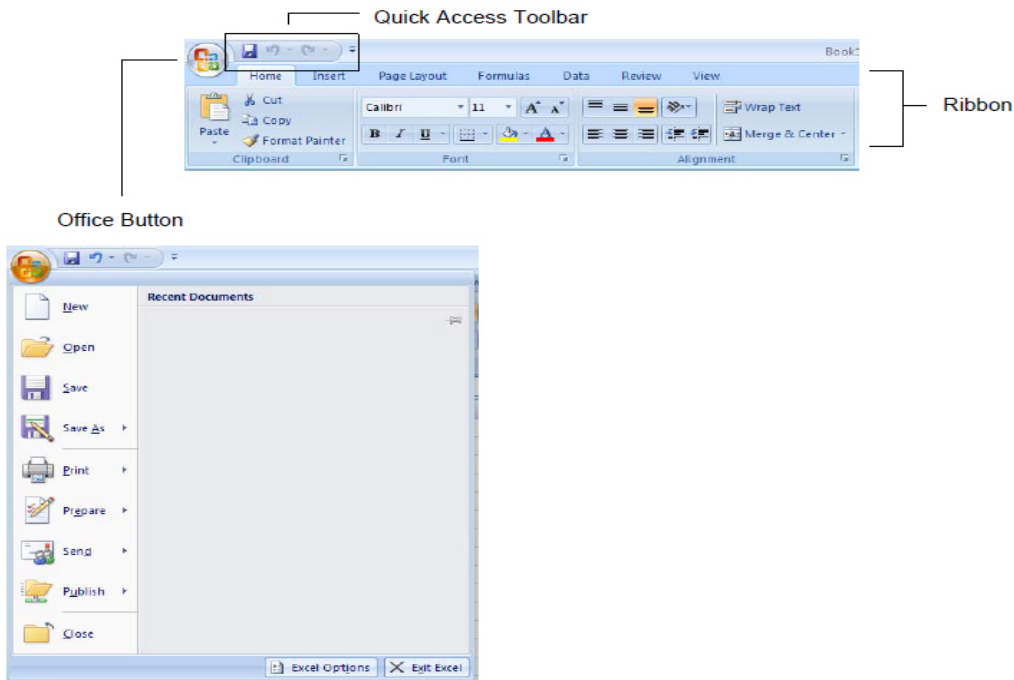 Quick Access Toolbar
Book
Home Insert Page Layout Formulas Data Review View
Cut
Calibri 11 A A Wrap Text
Copy
Paste
B I U A Merge & Center
Format Painter
Clipboard Font Alignment
Ribbon
Office Button
Recent Documents
New
Open
Save
Save As
Print
Prepare
Send
Publish
Close
Excel Options Exit Excel